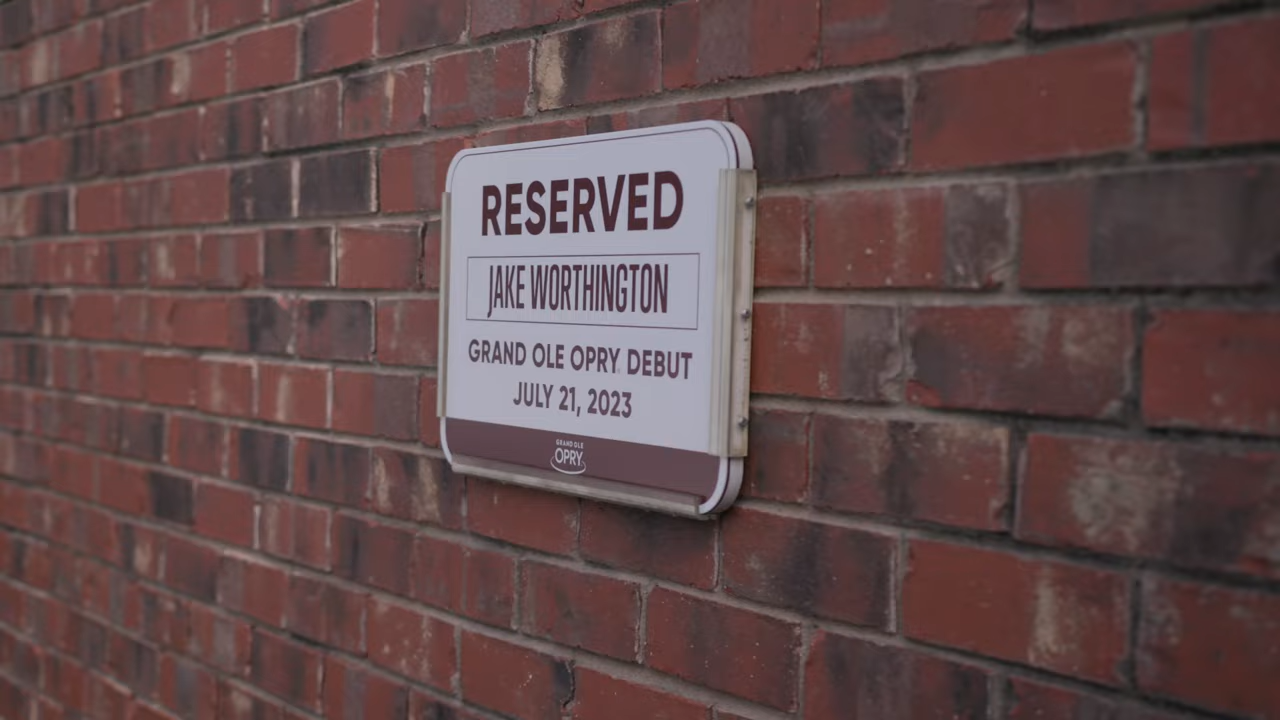 RESERVED
JAKE WORTHINGTON
GRAND OLE OPRY DEBUT
JULY 21, 2023
GRAND OLE
OPRY